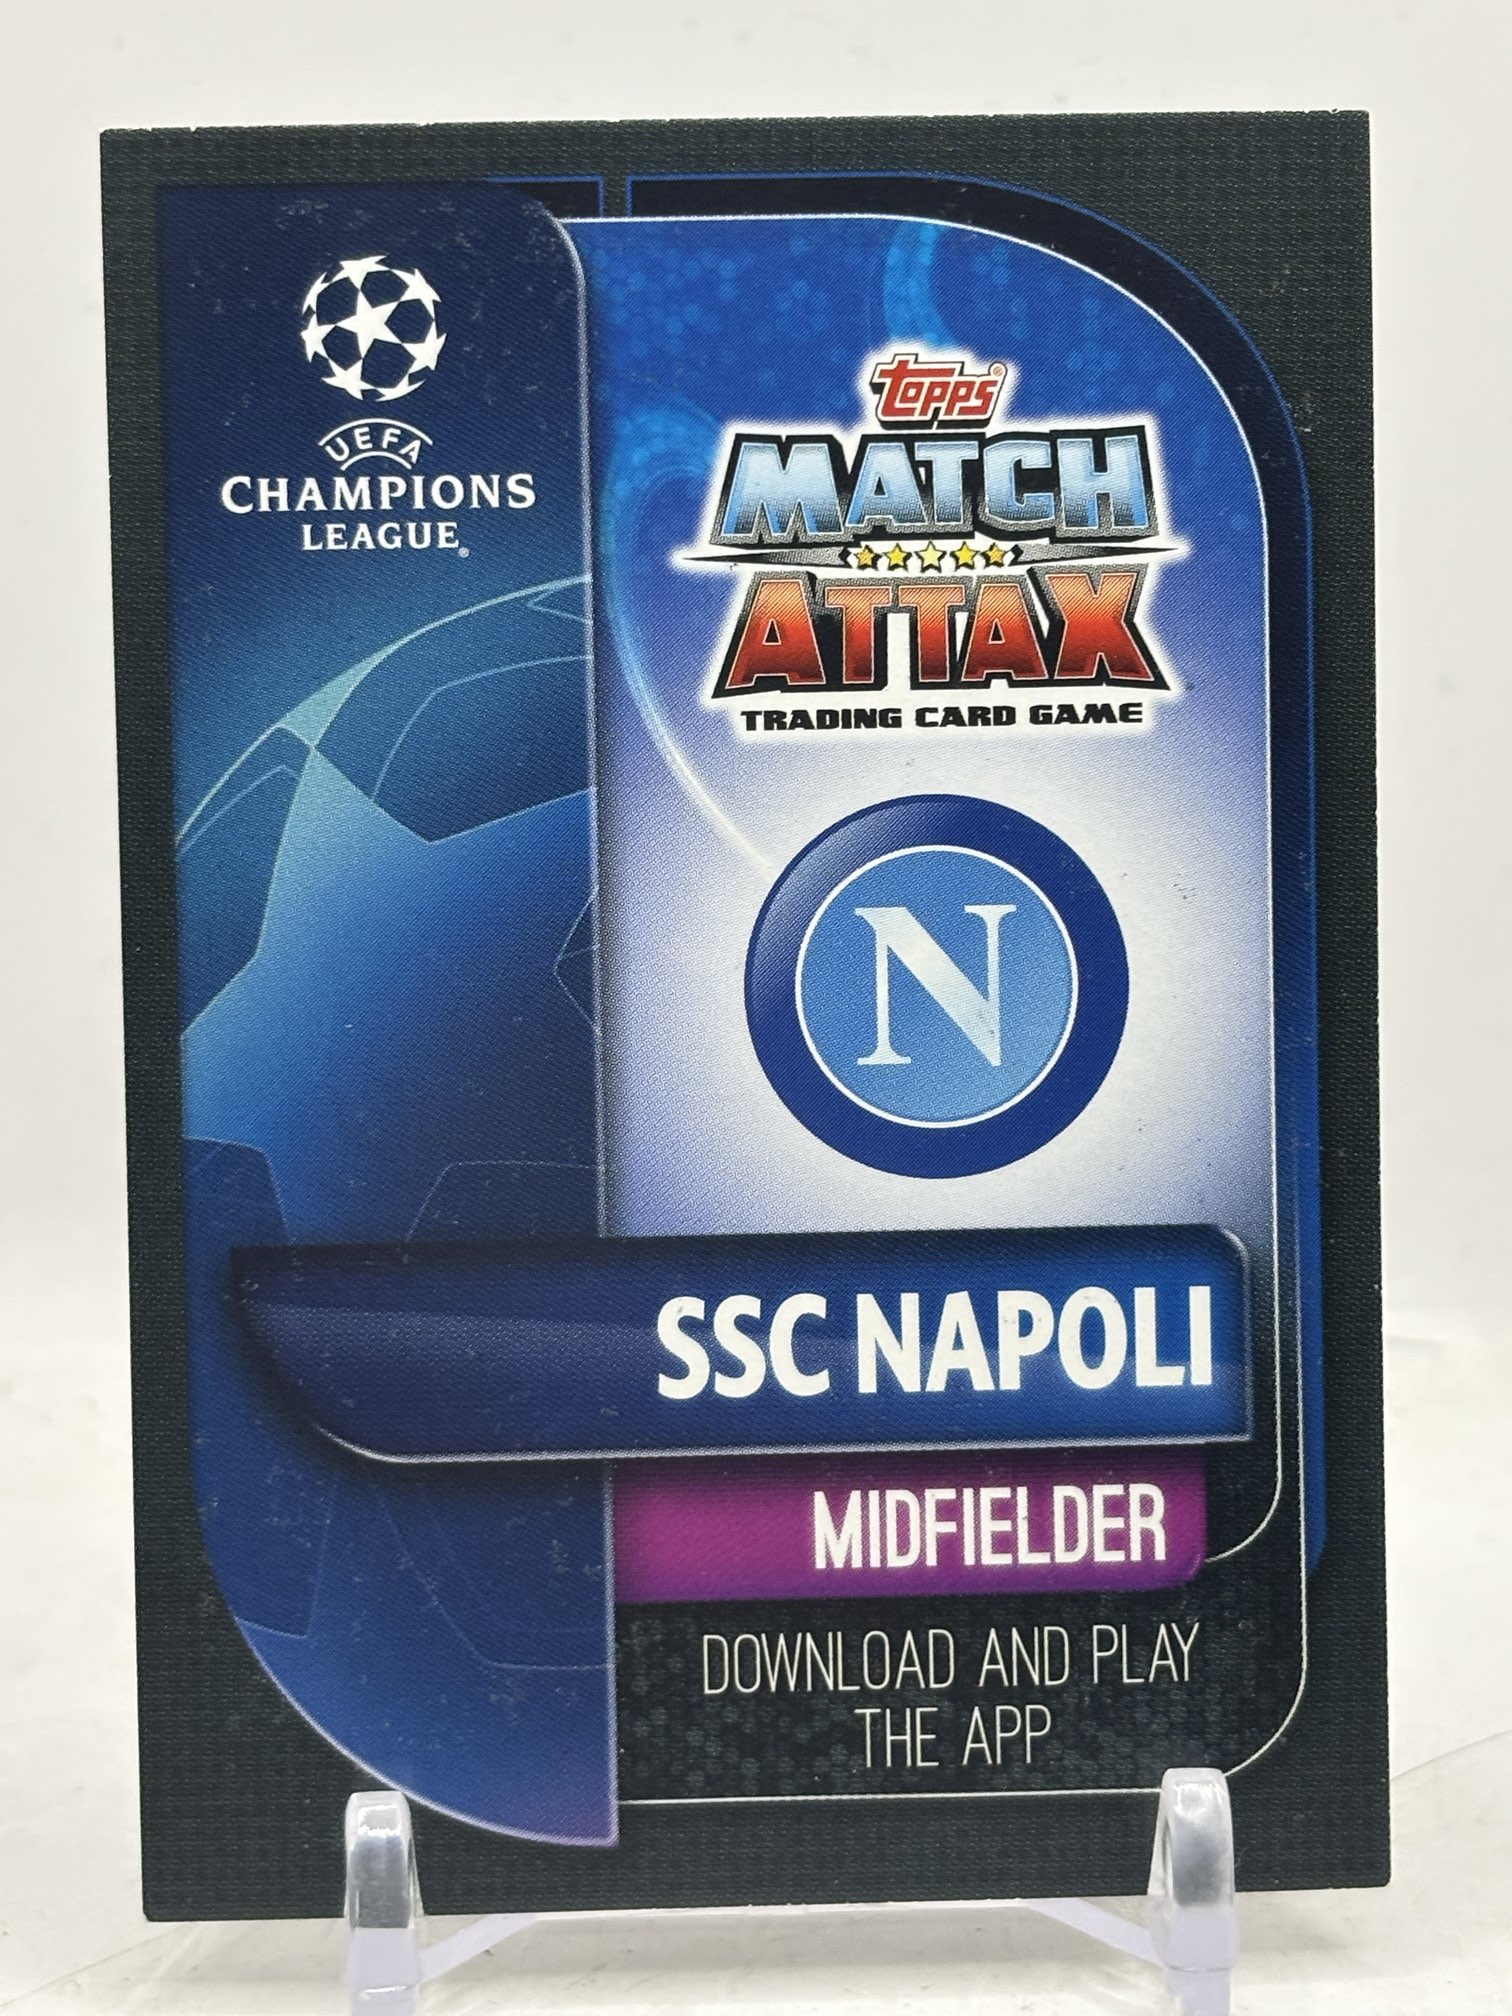 UEFA
CHAMPIONS
LEAGUE®
topps®
MATCH
ATTAX
TRADING CARD GAME
N
SSC NAPOLI
MIDFIELDER
DOWNLOAD AND PLAY
THE APP